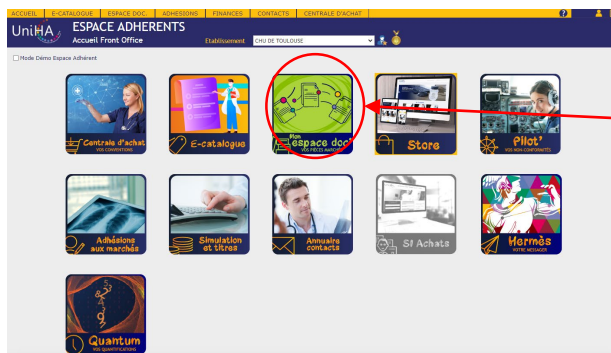 ACCUEIL E-CATALOGUE ESPACE DOC. ADHESIONS FINANCES CONTACTS CENTRALE D'ACHAT
UniHA ESPACE ADHERENTS
Accueil Front Office
Etablissement CHU DE TOULOUSE
Mode Démo Espace Adhérent
Centrale d'achat
VOS CONVENTIONS
E-catalogue
Mon
espace doc'
VOS PIÈCES MARCHÉS
Store
Pilot'
VOS NON-CONFORMITÉS
Adhésions
aux marchés
Simulation
et titres
Annuaire
contacts
SI Achats
Hermès
VOTRE MESSAGER
Quantum
VOS QUANTIFICATIONS